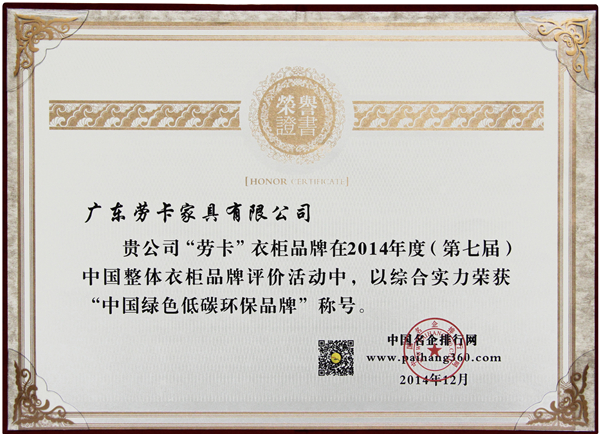 榮譽
證書
[HONOR CERTIFICATE]
广东劳卡家具有限公司
贵公司“劳卡”衣柜品牌在2014年度（第七届）
中国整体衣柜品牌评价活动中，以综合实力荣获
“中国绿色低碳环保品牌”称号。
中国名企排行网
www.paihang360.com
2014年12月